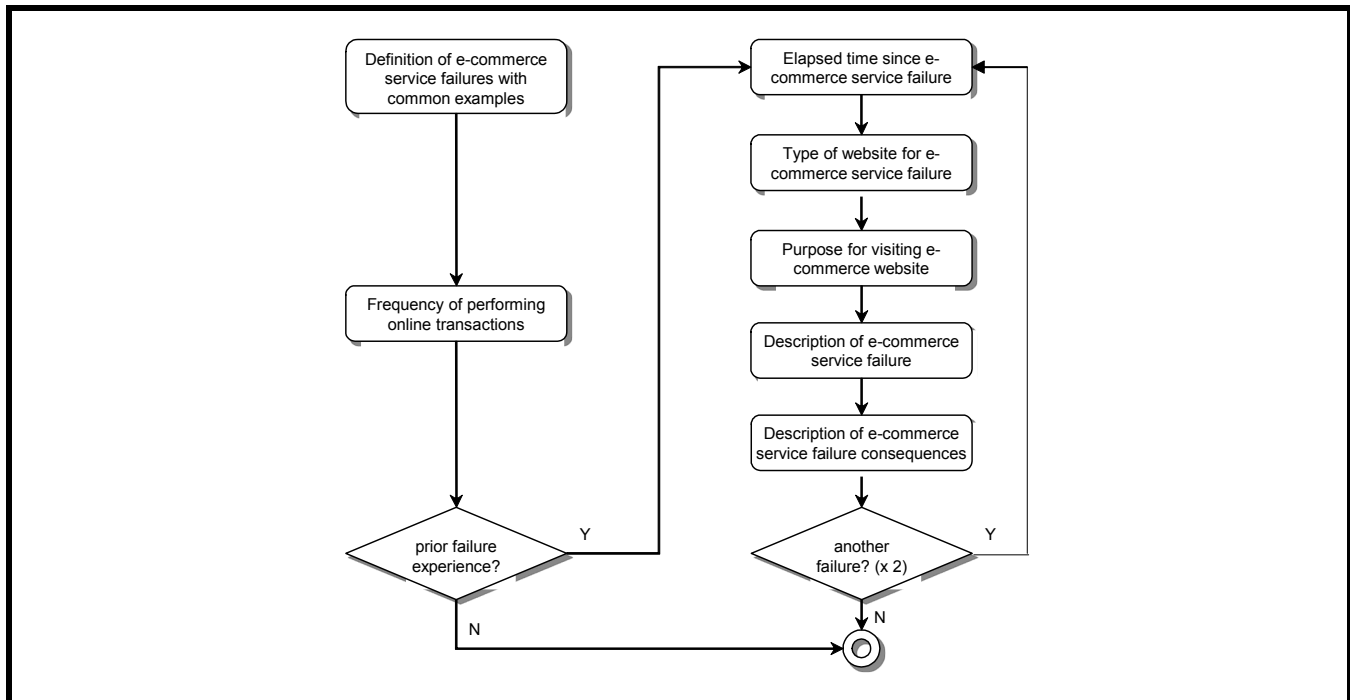 Definition of e-commerce
service failures with
common examples
Frequency of performing
online transactions
prior failure
experience?
Y
N
Elapsed time since e-
commerce service failure
Type of website for e-
commerce service failure
Purpose for visiting e-
commerce website
Description of e-commerce
service failure
Description of e-commerce
service failure consequences
another
failure? (x 2)
Y
N